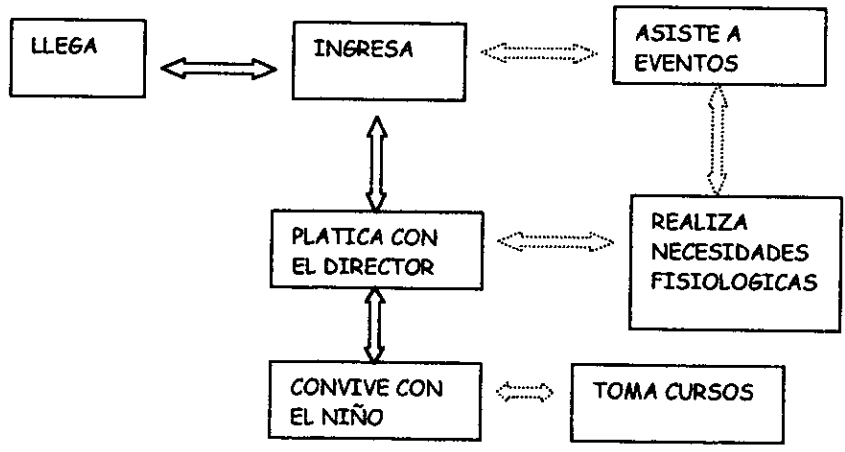 LLEGA
INGRESA
ASISTE A
EVENTOS
PLATICA CON
EL DIRECTOR
REALIZA
NECESIDADES
FISIOLOGICAS
CONVIVE CON
EL NIÑO
TOMA CURSOS